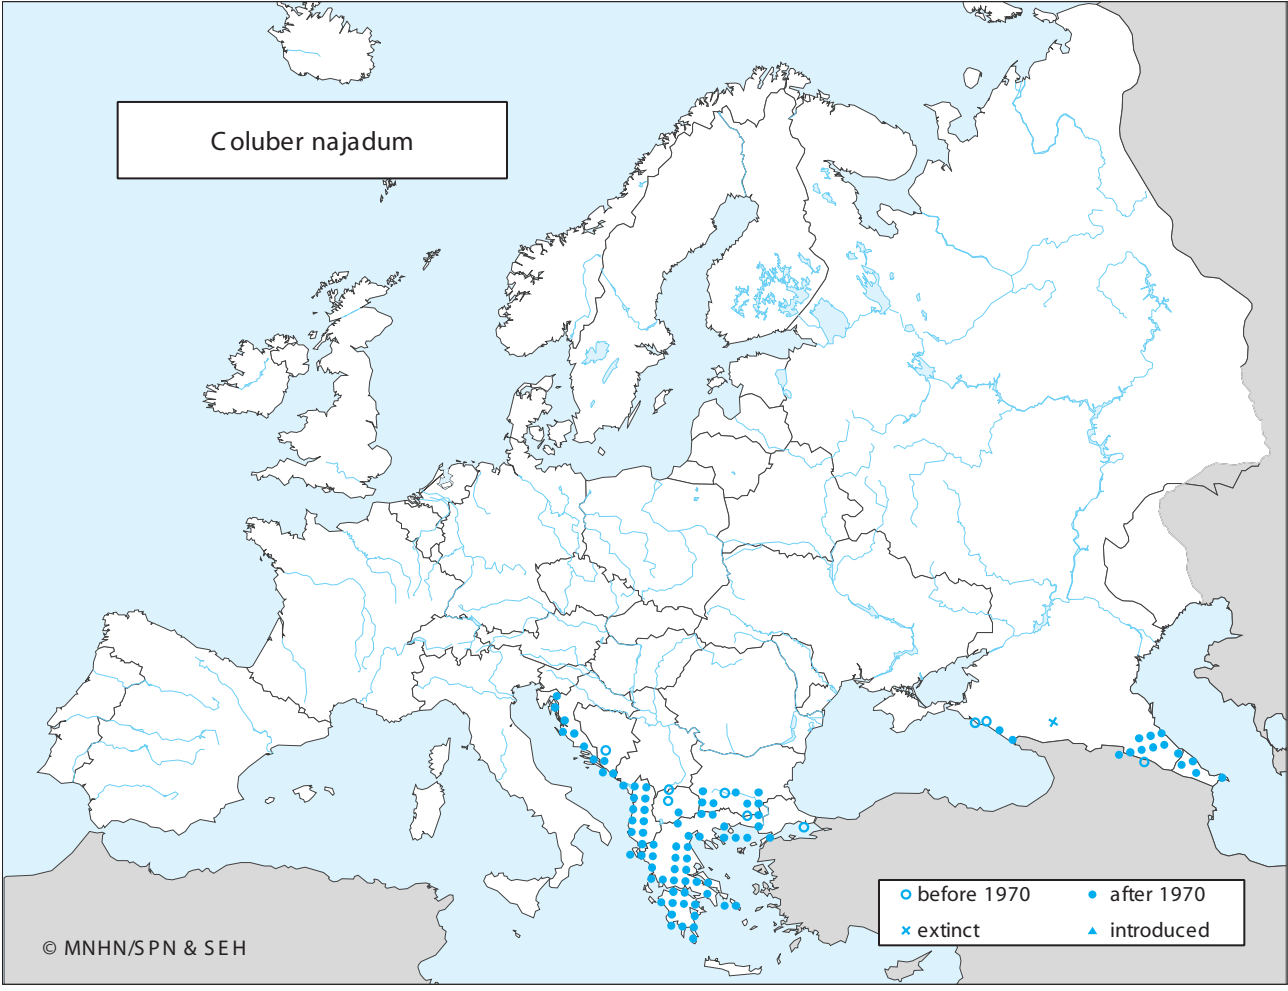 Coluber najadum
before 1970
after 1970
extinct
introduced
© MNHN/SPN & SEH